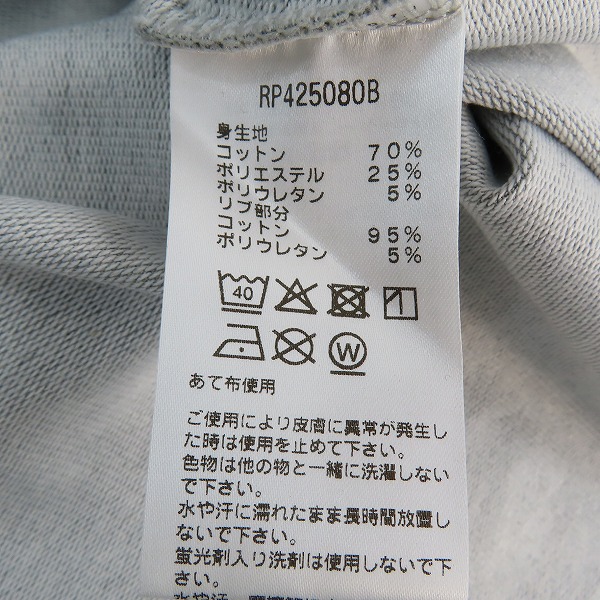 RP425080B
身生地
コットン 70%
ポリエステル 25%
ポリウレタン 5%
リブ部分
コットン 95%
ポリウレタン 5%
40
W
あて布使用
ご使用により皮膚に異常が発生し
た時は使用を止めて下さい。
色物は他の物と一緒に洗濯しない
で下さい。
水や汗に濡れたまま長時間放置し
ないで下さい。
蛍光剤入り洗剤は使用しないで下
さい。
水や汗、摩擦